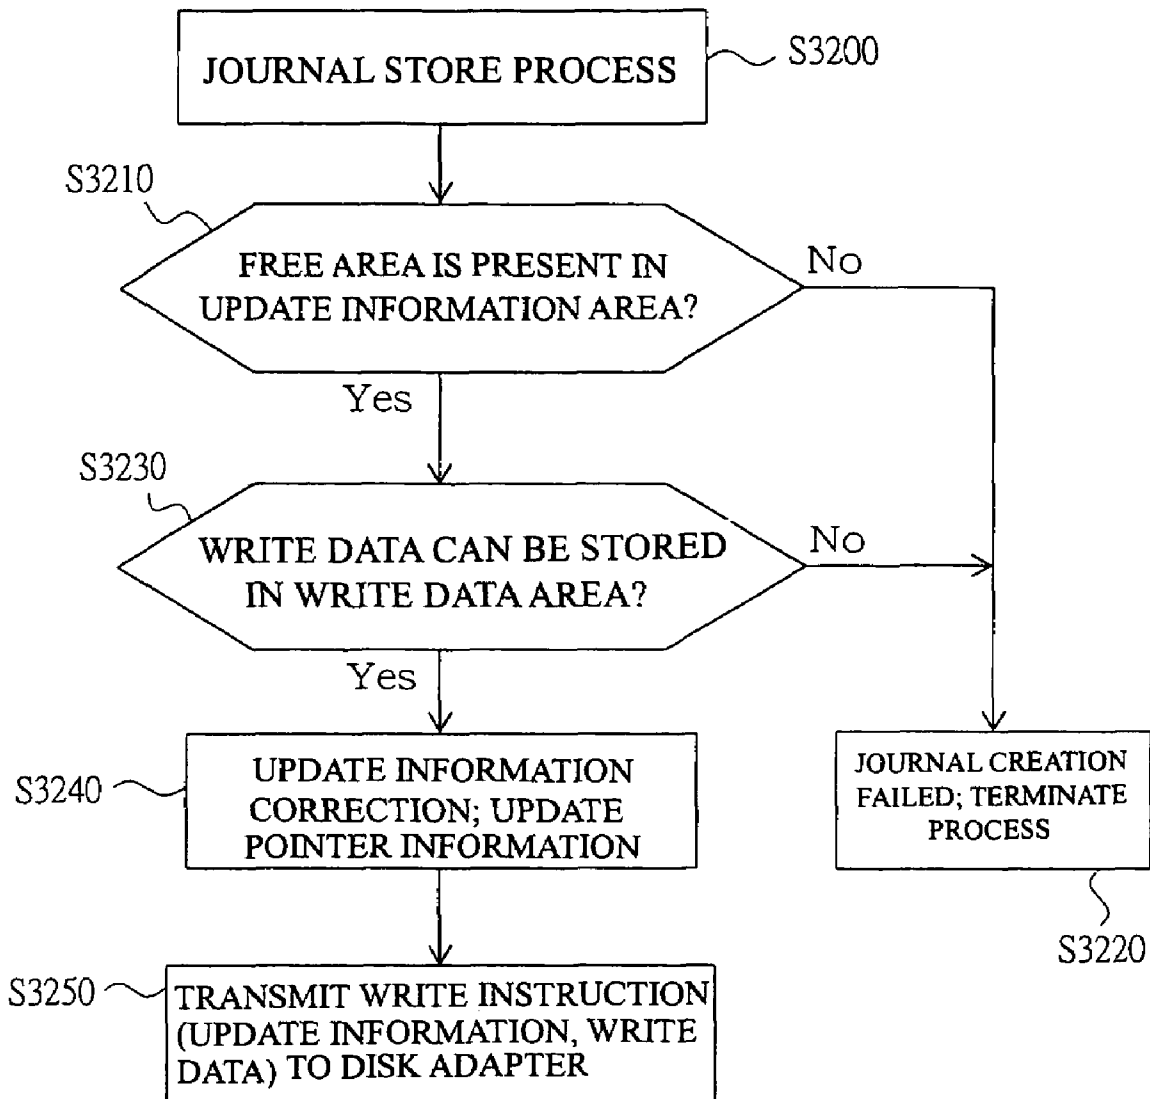 JOURNAL STORE PROCESS
S3200
S3210
FREE AREA IS PRESENT IN
UPDATE INFORMATION AREA?
No
Yes
S3230
WRITE DATA CAN BE STORED
IN WRITE DATA AREA?
No
Yes
S3240
UPDATE INFORMATION
CORRECTION; UPDATE
POINTER INFORMATION
JOURNAL CREATION
FAILED; TERMINATE
PROCESS
S3220
S3250
TRANSMIT WRITE INSTRUCTION
(UPDATE INFORMATION, WRITE
DATA) TO DISK ADAPTER